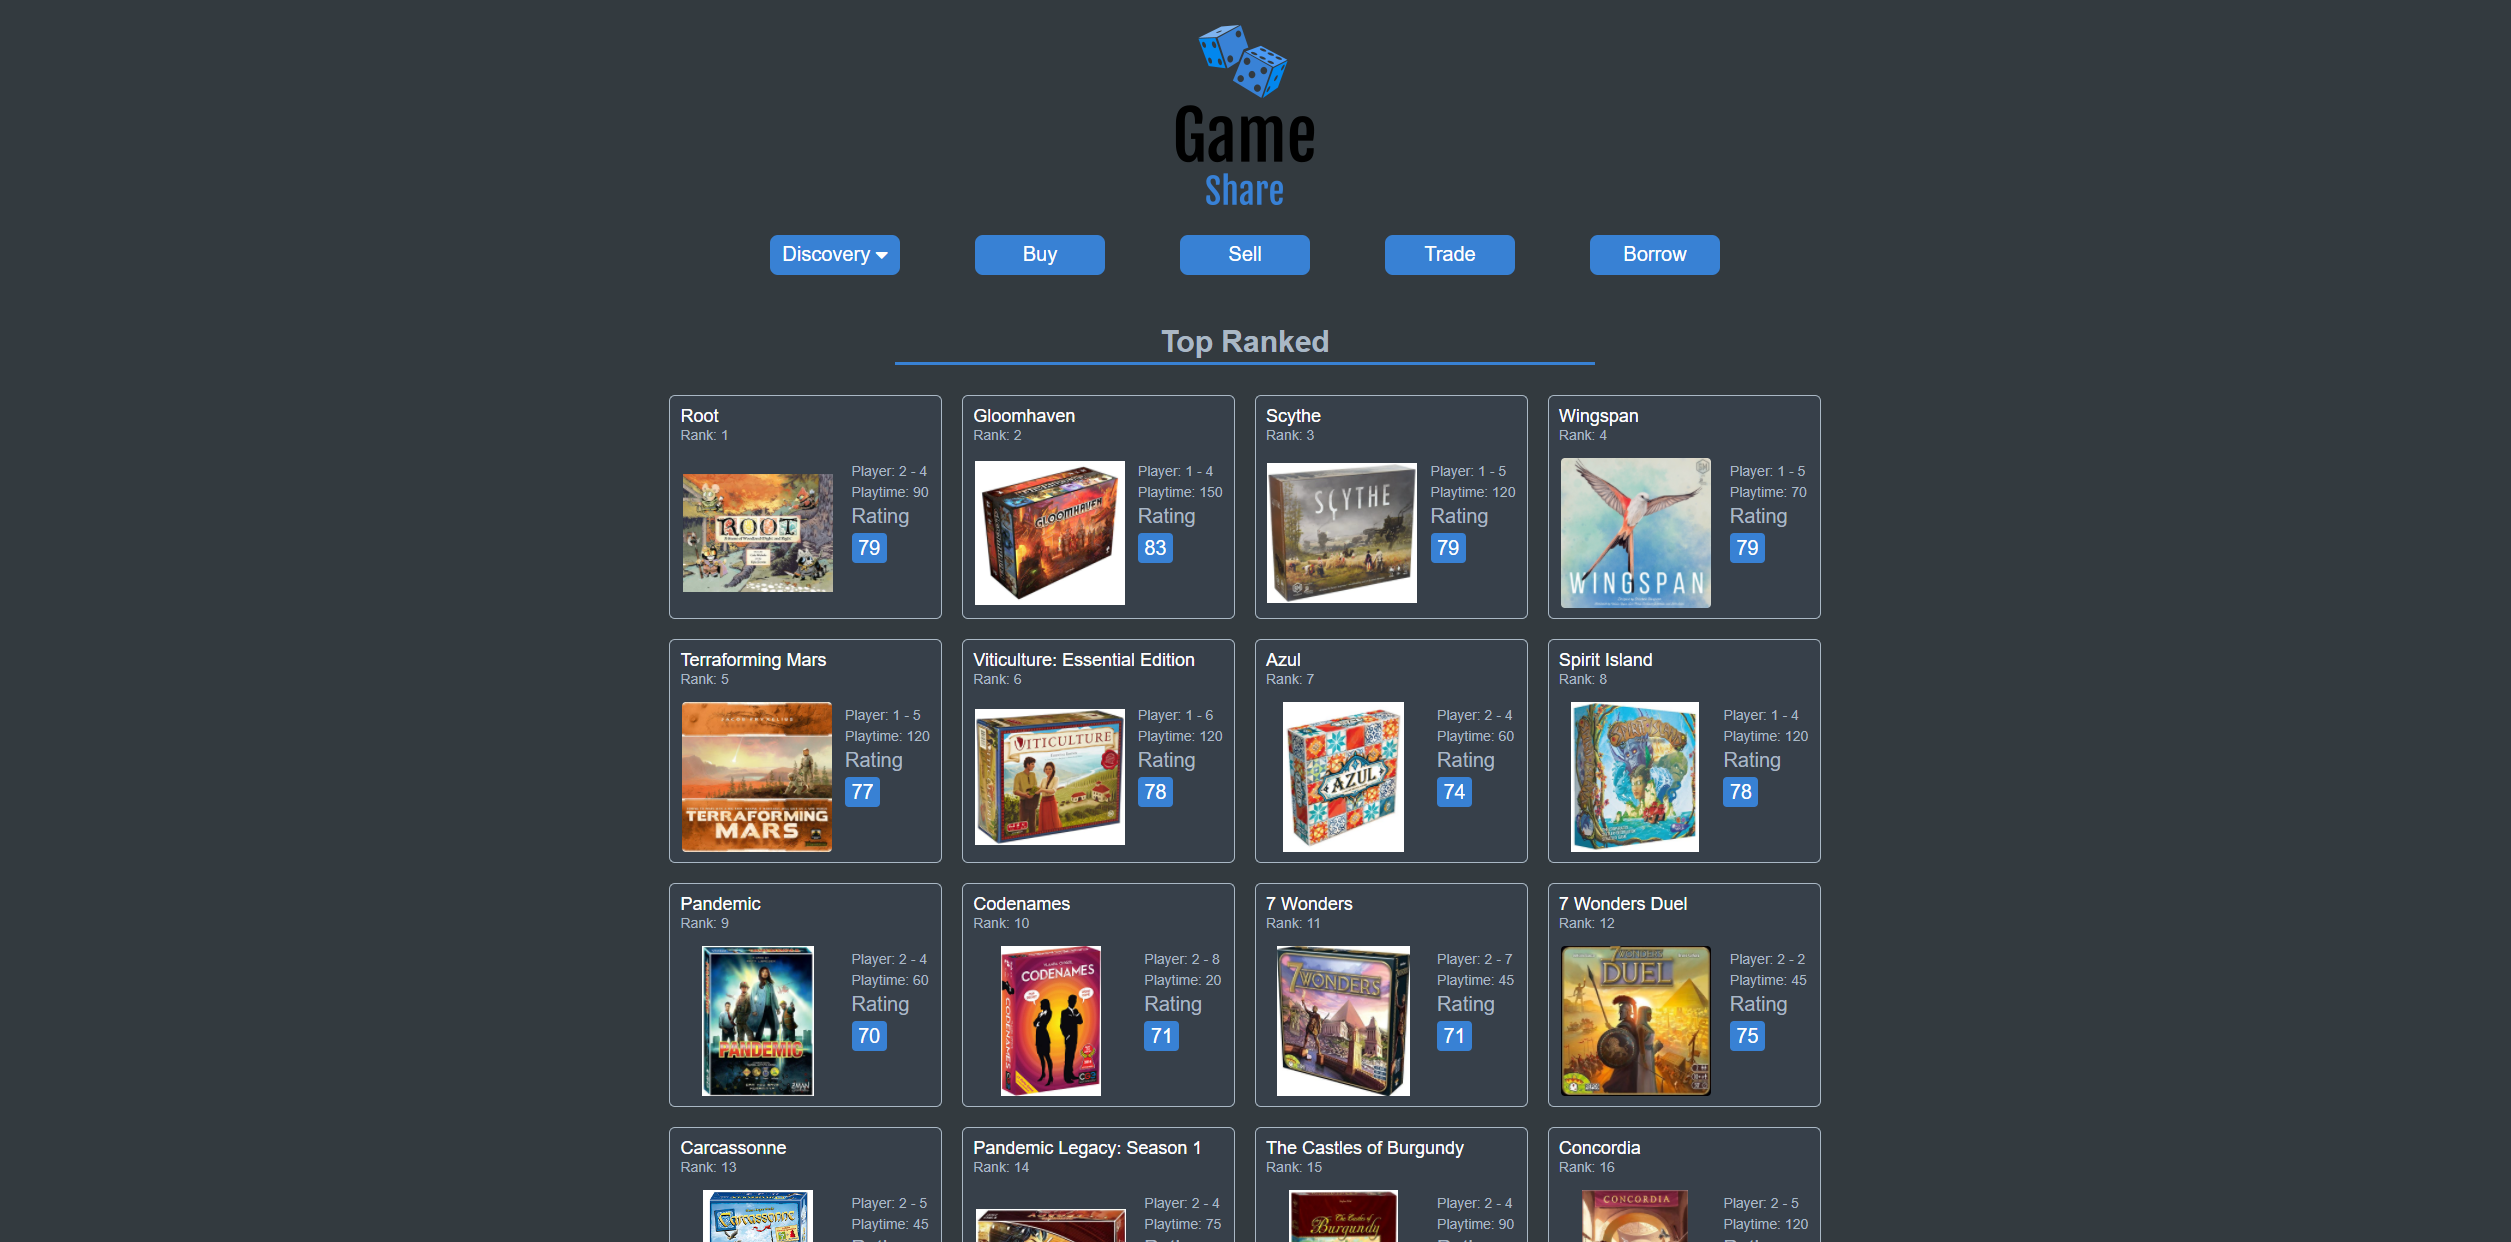 Game
Share
Discovery
Buy
Sell
Trade
Borrow
Top Ranked
Root
Rank: 1
ROOT
Player: 2 - 4
Playtime: 90
Rating
79
Gloomhaven
Rank: 2
GLOOMHAVEN
Player: 1 - 4
Playtime: 150
Rating
83
Scythe
Rank: 3
SCYTHE
Player: 1 - 5
Playtime: 120
Rating
79
Wingspan
Rank: 4
WINGSPAN
Player: 1 - 5
Playtime: 70
Rating
79
Terraforming Mars
Rank: 5
TERRAFORMING
MARS
Player: 1 - 5
Playtime: 120
Rating
77
Viticulture: Essential Edition
Rank: 6
VITICULTURE
Player: 1 - 6
Playtime: 120
Rating
78
Azul
Rank: 7
AZUL
Player: 2 - 4
Playtime: 60
Rating
74
Spirit Island
Rank: 8
Player: 1 - 4
Playtime: 120
Rating
78
Pandemic
Rank: 9
PANDEMIC
Player: 2 - 4
Playtime: 60
Rating
70
Codenames
Rank: 10
CODENAMES
CODENAMES
Player: 2 - 8
Playtime: 20
Rating
71
7 Wonders
Rank: 11
7 WONDERS
Player: 2 - 7
Playtime: 45
Rating
71
7 Wonders Duel
Rank: 12
7 WONDERS
DUEL
Player: 2 - 2
Playtime: 45
Rating
75
Carcassonne
Rank: 13
Carcassonne
Player: 2 - 5
Playtime: 45
Pandemic Legacy: Season 1
Rank: 14
Player: 2 - 4
Playtime: 75
The Castles of Burgundy
Rank: 15
The Castles of
Burgundy
Player: 2 - 4
Playtime: 90
Concordia
Rank: 16
CONCORDIA
Player: 2 - 5
Playtime: 120